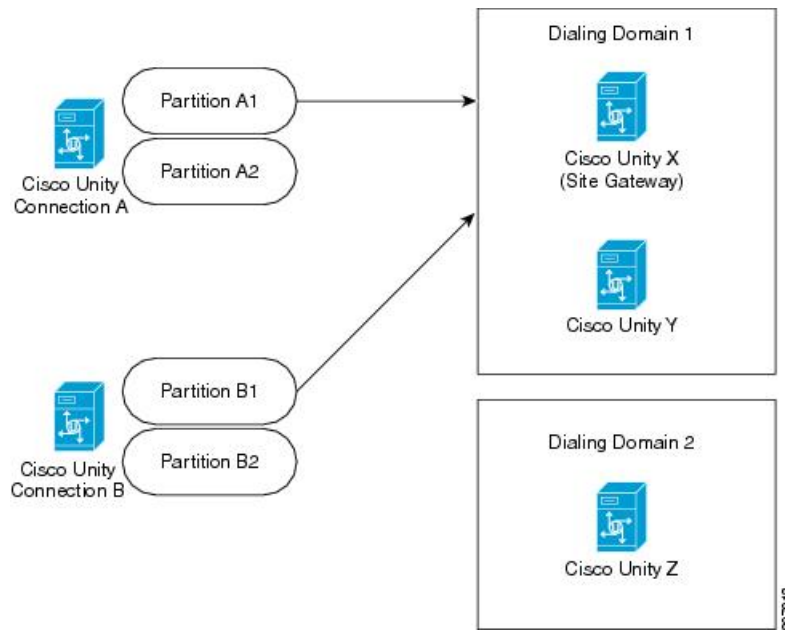 Dialing Domain 1
Partition A1
Partition A2
Cisco Unity
Connection A
Cisco Unity X
(Site Gateway)
Cisco Unity Y
Partition B1
Partition B2
Cisco Unity
Connection B
Dialing Domain 2
Cisco Unity Z